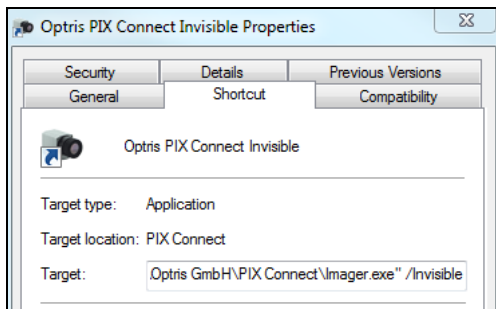 Optris PIX Connect Invisible Properties
Security Details Previous Versions
General Shortcut Compatibility
Optris PIX Connect Invisible
Target type: Application
Target location: PIX Connect
Target: .Optris GmbH\PIX Connect\Imager.exe" /Invisible